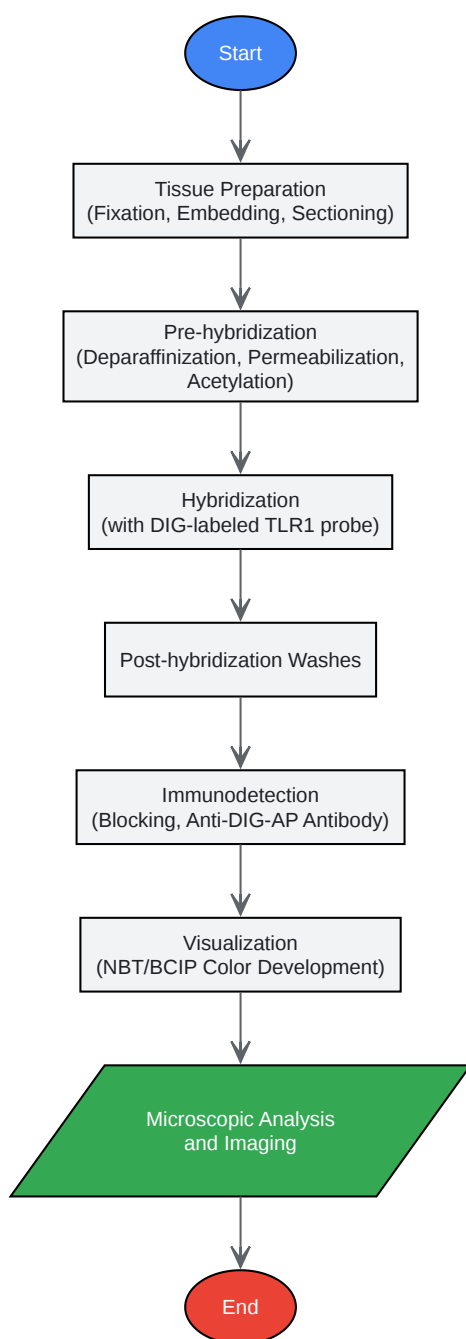 Start
Tissue Preparation
(Fixation, Embedding, Sectioning)
Pre-hybridization
(Deparaffinization, Permeabilization,
Acetylation)
Hybridization
(with DIG-labeled TLR1 probe)
Post-hybridization Washes
Immunodetection
(Blocking, Anti-DIG-AP Antibody)
Visualization
(NBT/BCIP Color Development)
Microscopic Analysis
and Imaging
End